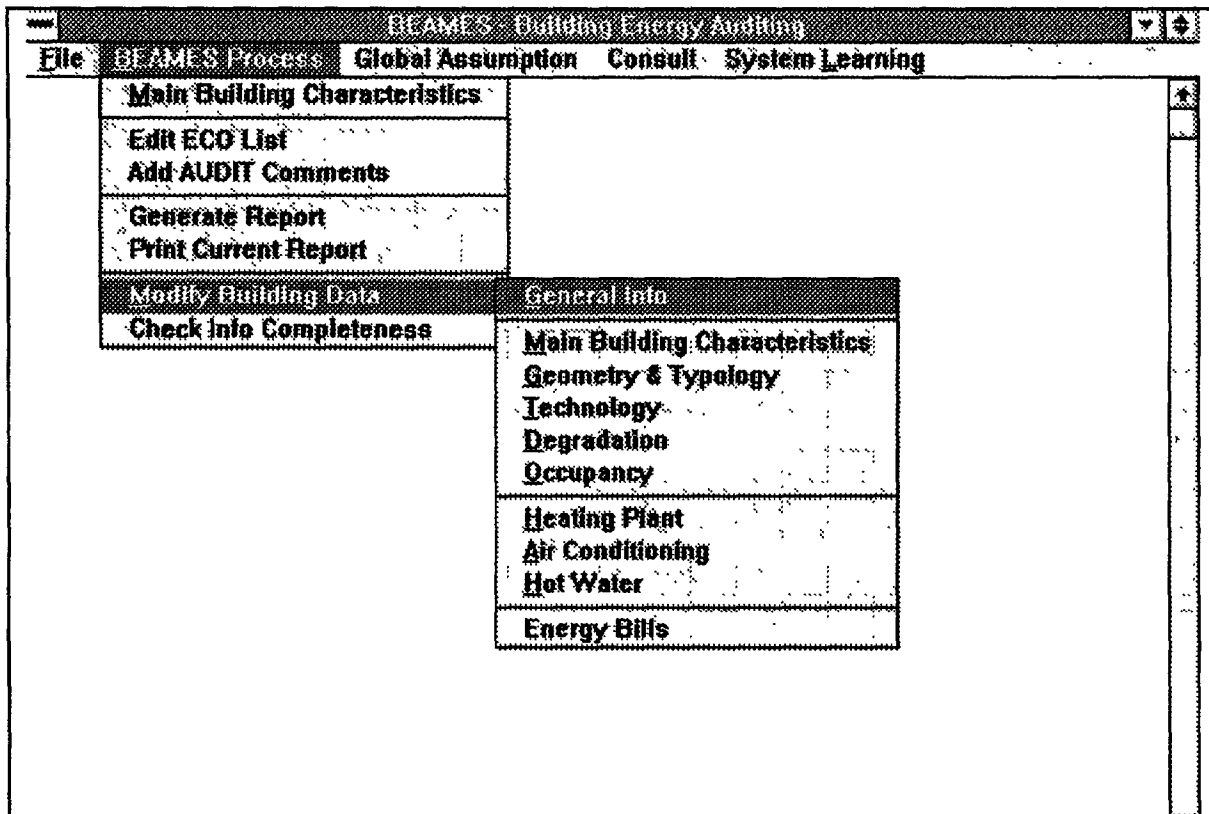 BEAMES - Building Energy Auditing
File BEAMES Process Global Assumption Consult System Learning
Main Building Characteristics
Edit ECO List
Add AUDIT Comments
Generate Report
Print Current Report
Modify Building Data General Info
Check Info Completeness
Main Building Characteristics
Geometry & Typology
Technology
Degradation
Occupancy
Heating Plant
Air Conditioning
Hot Water
Energy Bills